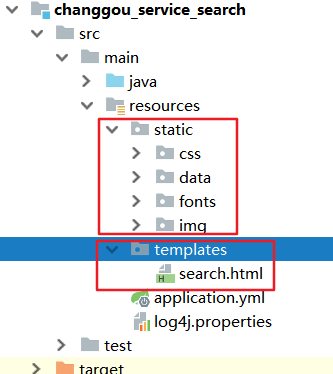 changgou_service_search
src
main
java
resources
static
css
data
fonts
img
templates
search.html
application.yml
log4j.properties
test
target